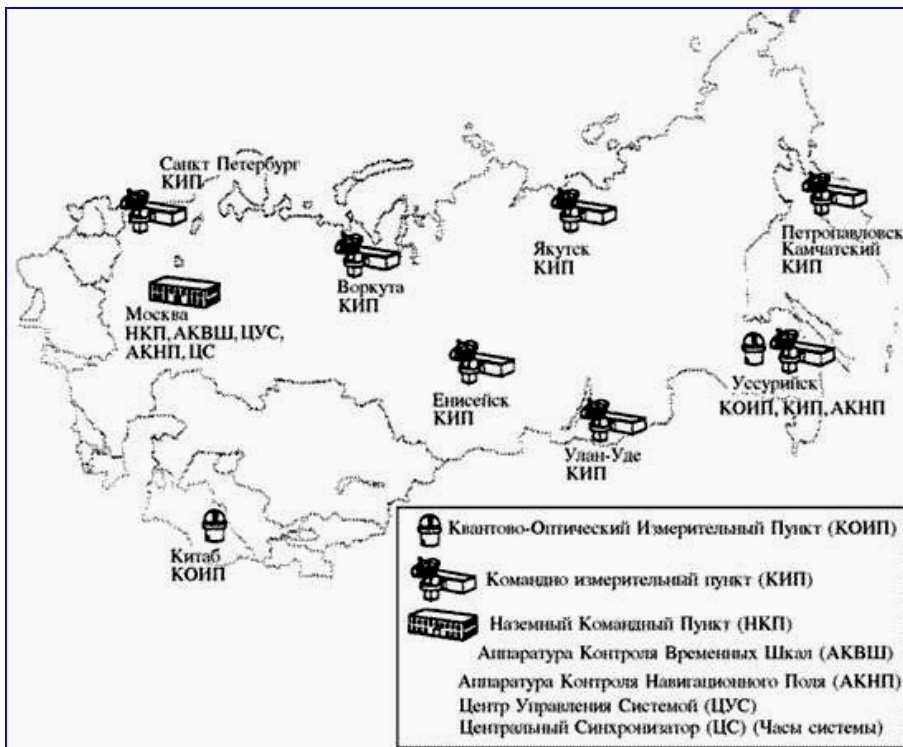 Санкт Петербург
КИП
Якутск
КИП
Петропавловск
Камчатский
КИП
Воркута
КИП
Москва
НКП, АКВШ, ЦУС,
АКНП, ЦС
Енисейск
КИП
Уссурийск
КОИП, КИП, АКНП
Улан-Уде
КИП
Китаб
КОИП
Квантово-Оптический Измерительный Пункт (КОИП)
Командно измерительный пункт (КИП)
Наземный Командный Пункт (НКП)
Аппаратура Контроля Временных Шкал (АКВШ)
Аппаратура Контроля Навигационного Поля (АКНП)
Центр Управления Системой (ЦУС)
Центральный Синхронизатор (ЦС) (Часы системы)